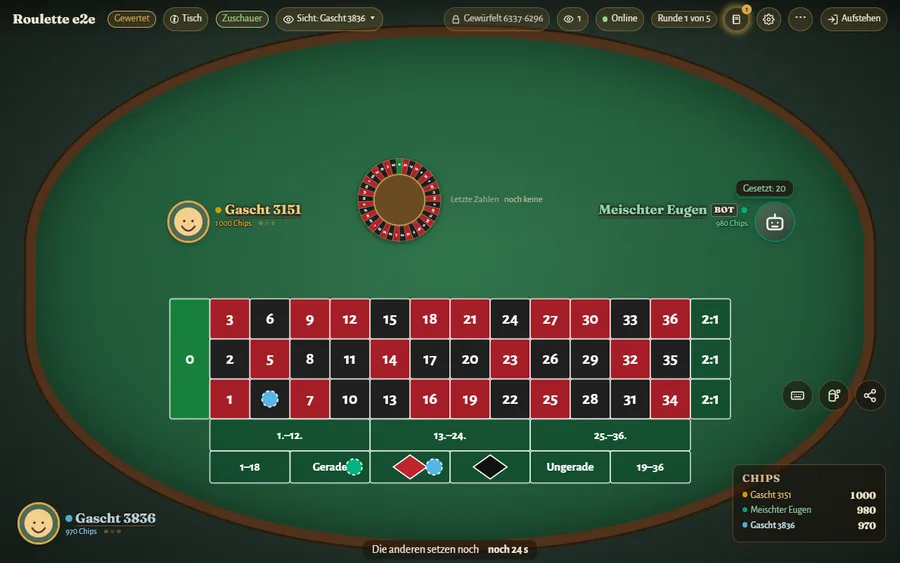 Roulette e2e Gewertet Tisch Zuschauer Sicht: Gascht 3836 Gewürfelt 6337-6296 1 Online Runde 1 von 5 1 Aufstehen
Gesetzt: 20
Gascht 3151
1000 Chips
Letzte Zahlen noch keine
Meischter Eugen BOT
980 Chips
3 6 9 12 15 18 21 24 27 30 33 36 2:1
0 2 5 8 11 14 17 20 23 26 29 32 35 2:1
1 7 10 13 16 19 22 25 28 31 34 2:1
1.–12. 13.–24. 25.–36.
1–18 Gerade Ungerade 19–36
CHIPS
Gascht 3151 1000
Meischter Eugen 980
Gascht 3836 970
Gascht 3836
970 Chips
Die anderen setzen noch noch 24 s